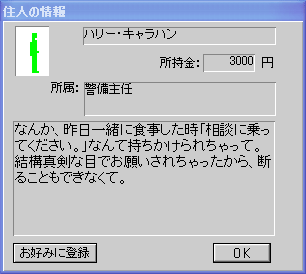 住人の情報
ハリー・キャラハン
所持金: 3000 円
所属: 警備主任
なんか、昨日一緒に食事した時「相談に乗っ
てください。」なんて持ちかけられちゃって。
結構真剣な目でお願いされちゃったから、断
ることもできなくて。
お好みに登録
OK